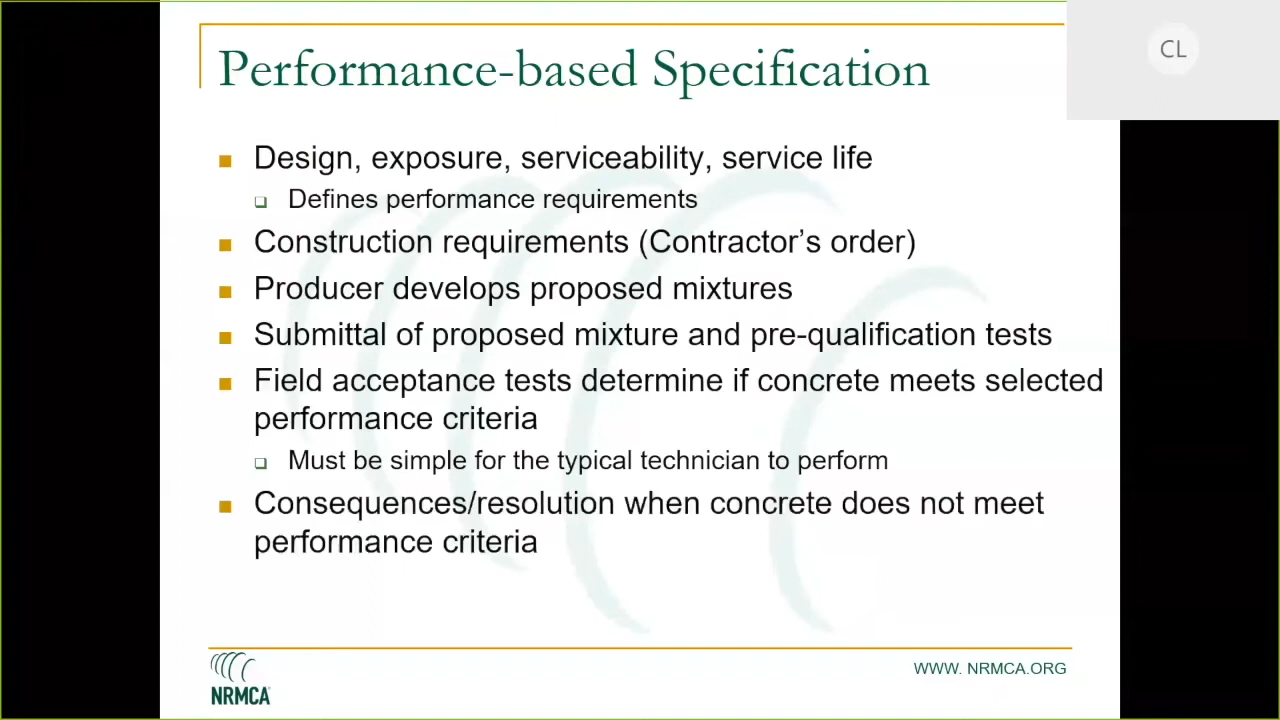 Performance-based Specification
CL
Design, exposure, serviceability, service life
Defines performance requirements
Construction requirements (Contractor's order)
Producer develops proposed mixtures
Submittal of proposed mixture and pre-qualification tests
Field acceptance tests determine if concrete meets selected
performance criteria
Must be simple for the typical technician to perform
Consequences/resolution when concrete does not meet
performance criteria
NRMCA
WWW. NRMCA.ORG